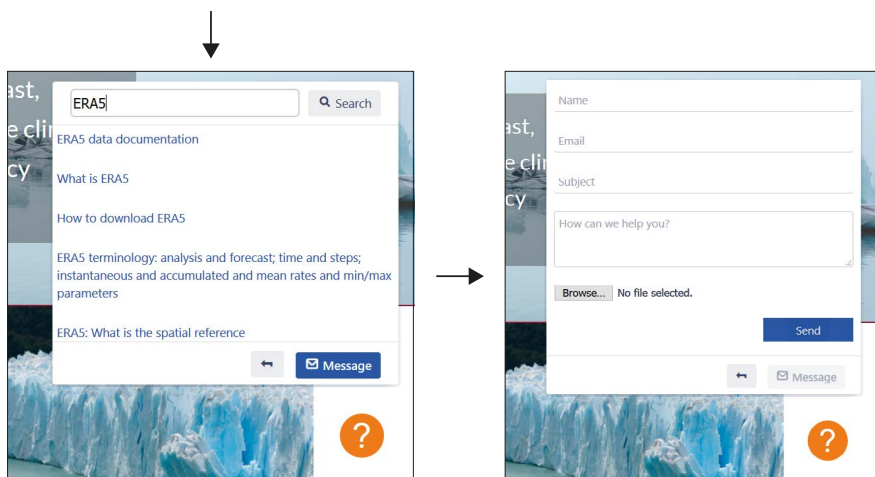 ast,
e cli
cy
ERA5
Search
ERA5 data documentation
What is ERA5
How to download ERA5
ERA5 terminology: analysis and forecast; time and steps;
instantaneous and accumulated and mean rates and min/max
parameters
ERA5: What is the spatial reference
Message
?
ast,
e cli
cy
Name
Email
Subject
How can we help you?
Browse... No file selected.
Send
Message
?